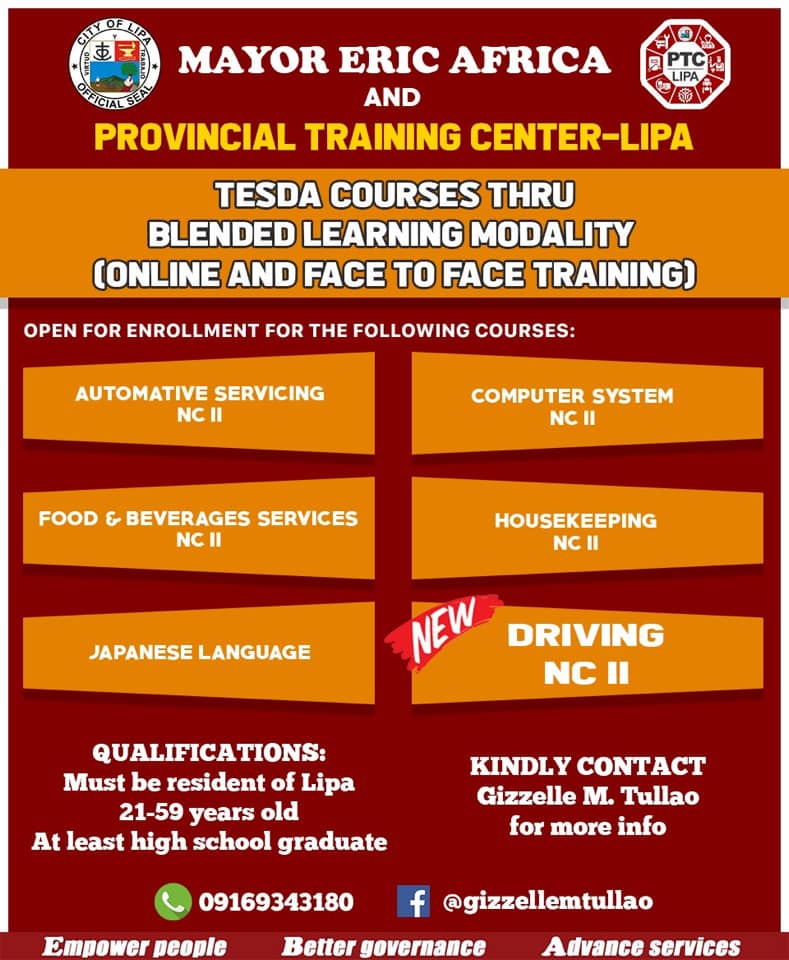 CITY OF LIPA
VIRTUD
TRABAJO
OFFICIAL SEAL
MAYOR ERIC AFRICA
PTC
LIPA
AND
PROVINCIAL TRAINING CENTER-LIPA
TESDA COURSES THRU
BLENDED LEARNING MODALITY
(ONLINE AND FACE TO FACE TRAINING)
OPEN FOR ENROLLMENT FOR THE FOLLOWING COURSES:
AUTOMATIVE SERVICING
NC II
COMPUTER SYSTEM
NC II
FOOD & BEVERAGES SERVICES
NC II
HOUSEKEEPING
NC II
JAPANESE LANGUAGE
NEW
DRIVING
NC II
QUALIFICATIONS:
Must be resident of Lipa
21-59 years old
At least high school graduate
KINDLY CONTACT
Gizzelle M. Tullao
for more info
09169343180
@gizzellemtullao
Empower people Better governance Advance services